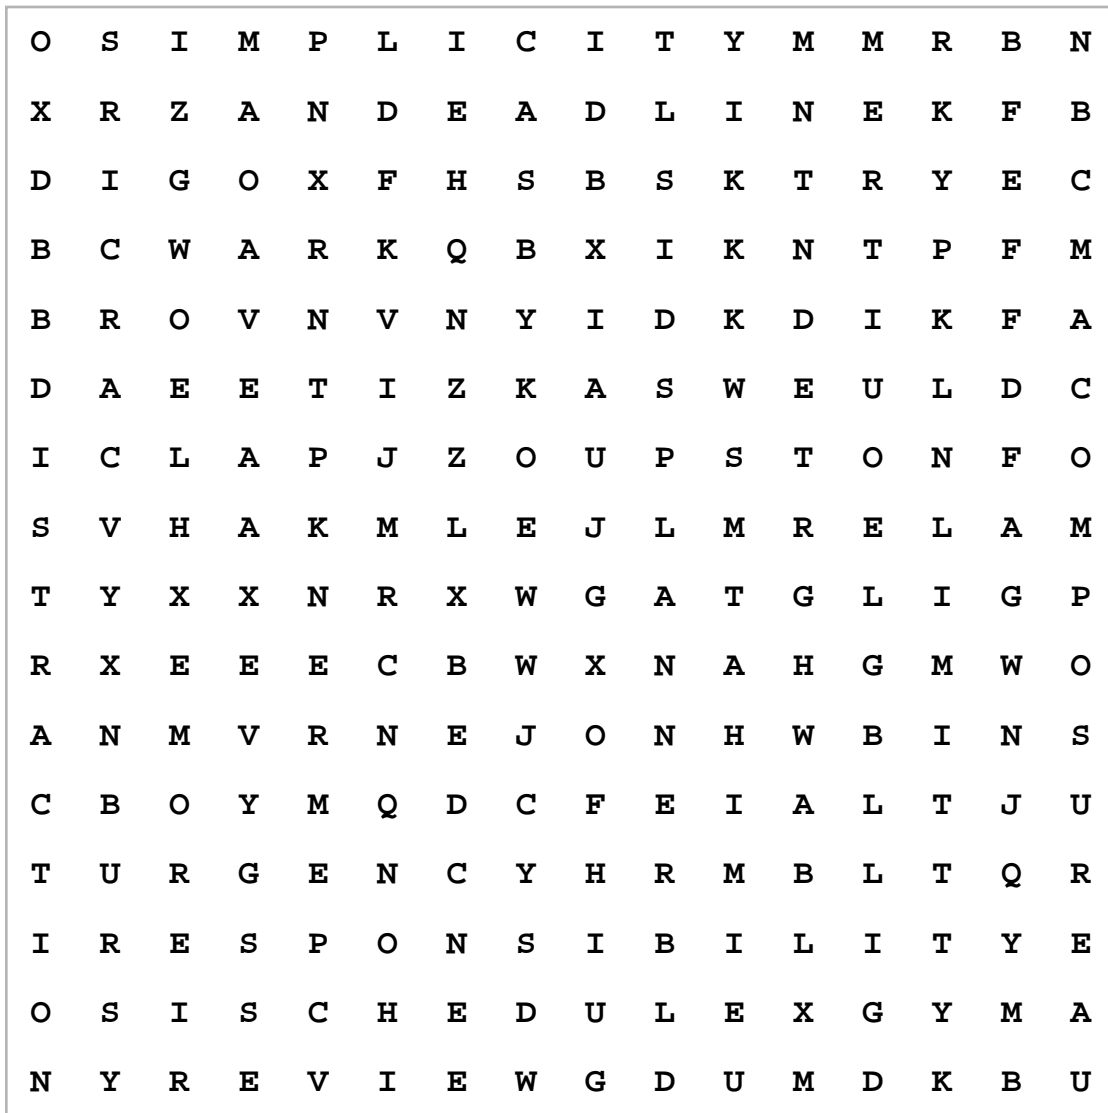 O S I M P L I C I T Y M M R B N
X R Z A N D E A D L I N E K F B
D I G O X F H S B S K T R Y E C
B C W A R K Q B X I K N T P F M
B R O V N V N Y I D K D I K F A
D A E E T I Z K A S W E U L D C
I C L A P J Z O U P S T O N F O
S V H A K M L E J L M R E L A M
T Y X X N R X W G A T G L I G P
R X E E E C B W X N A H G M W O
A N M V R N E J O N H W B I N S
C B O Y M Q D C F E I A L T J U
T U R G E N C Y H R M B L T Q R
I R E S P O N S I B I L I T Y E
O S I S C H E D U L E X G Y M A
N Y R E V I E W G D U M D K B U